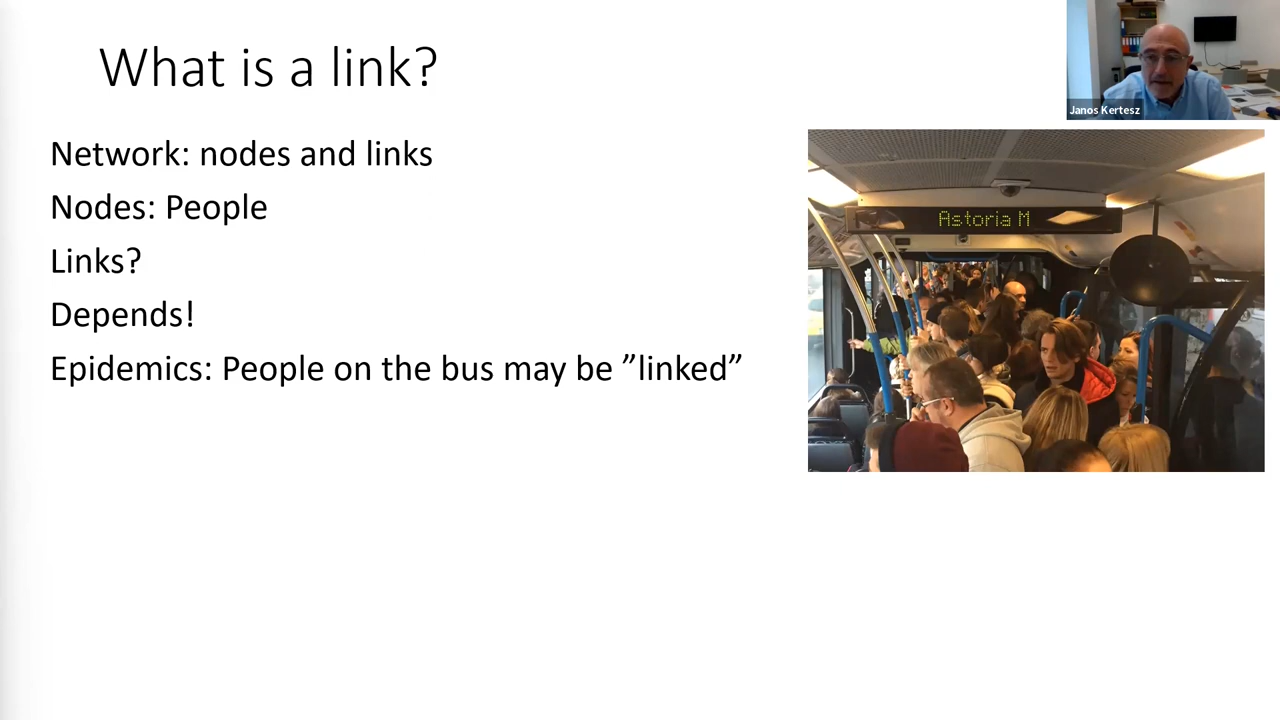 What is a link?
Janos Kertesz
Network: nodes and links
Nodes: People
Links?
Depends!
Epidemics: People on the bus may be ”linked”
Astoria M